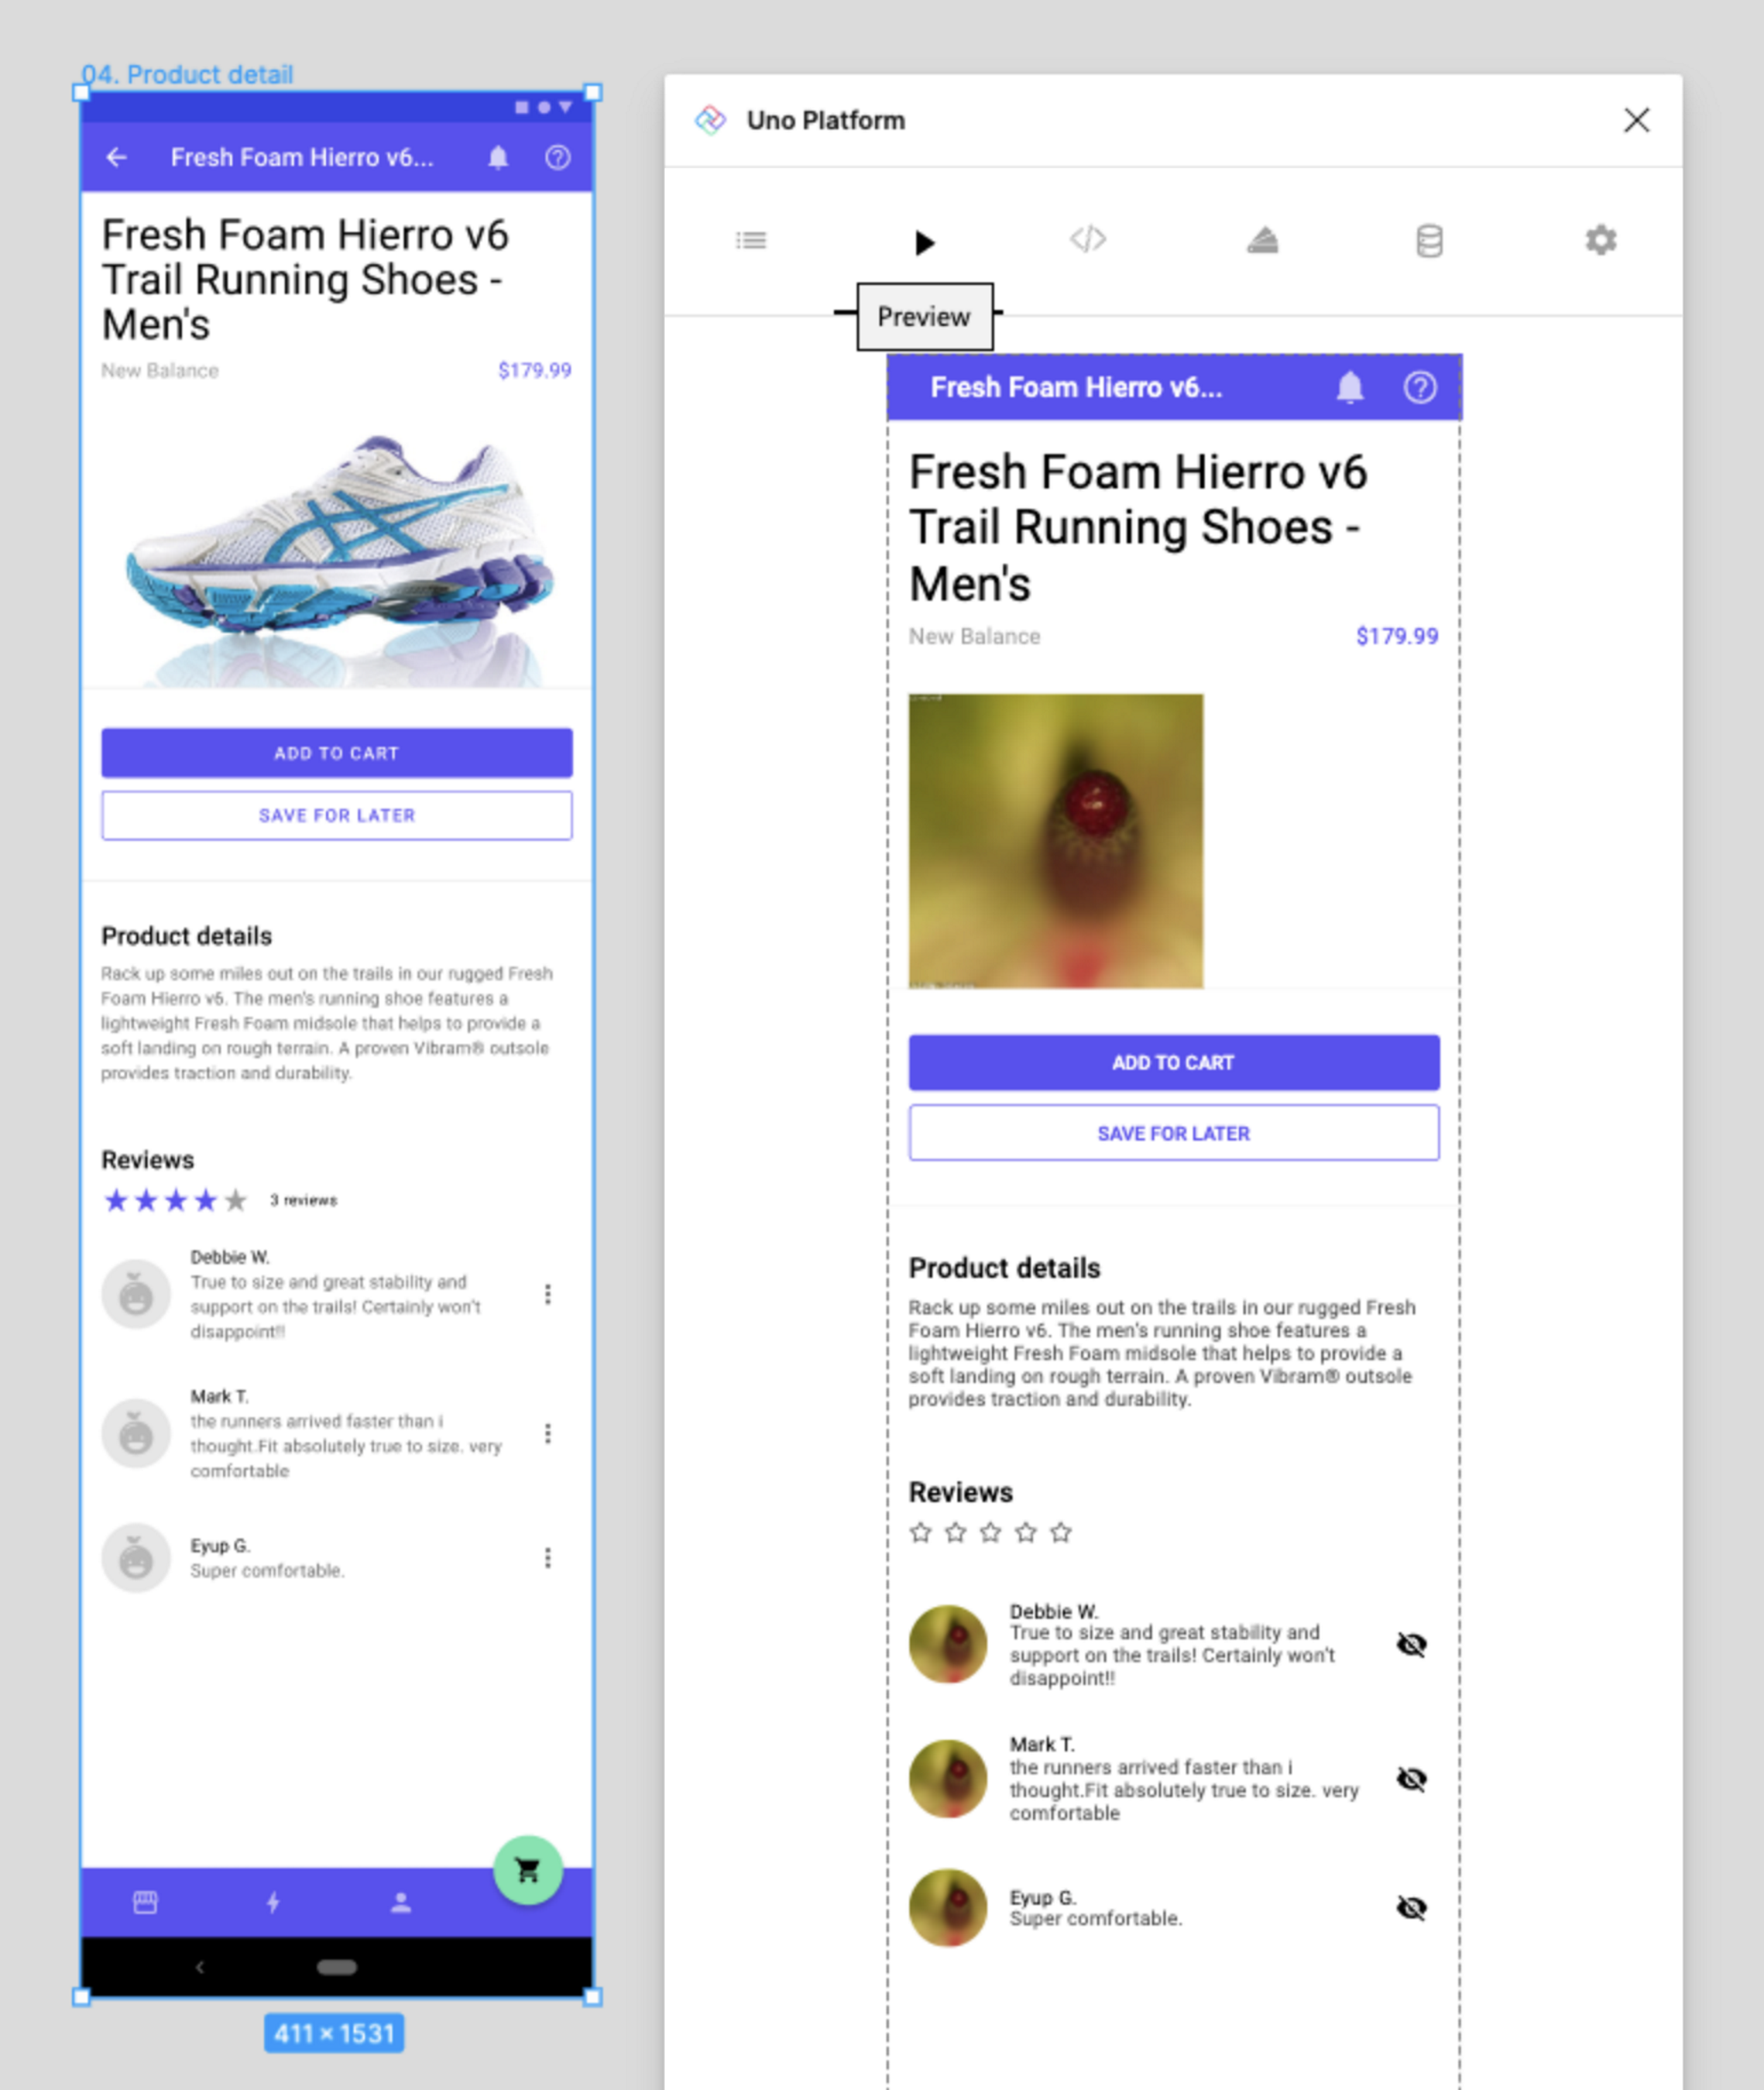 04. Product detail
Fresh Foam Hierro v6...
Fresh Foam Hierro v6
Trail Running Shoes -
Men's
New Balance
$179.99
ADD TO CART
SAVE FOR LATER
Product details
Rack up some miles out on the trails in our rugged Fresh
Foam Hierro v6. The men's running shoe features a
lightweight Fresh Foam midsole that helps to provide a
soft landing on rough terrain. A proven Vibram® outsole
provides traction and durability.
Reviews
3 reviews
Debbie W.
True to size and great stability and
support on the trails! Certainly won't
disappoint!!
Mark T.
the runners arrived faster than i
thought.Fit absolutely true to size. very
comfortable
Eyup G.
Super comfortable.
411 × 1531
Uno Platform
Preview
Fresh Foam Hierro v6...
Fresh Foam Hierro v6
Trail Running Shoes -
Men's
New Balance
$179.99
ADD TO CART
SAVE FOR LATER
Product details
Rack up some miles out on the trails in our rugged Fresh
Foam Hierro v6. The men's running shoe features a
lightweight Fresh Foam midsole that helps to provide a
soft landing on rough terrain. A proven Vibram® outsole
provides traction and durability.
Reviews
Debbie W.
True to size and great stability and
support on the trails! Certainly won't
disappoint!!
Mark T.
the runners arrived faster than i
thought.Fit absolutely true to size. very
comfortable
Eyup G.
Super comfortable.